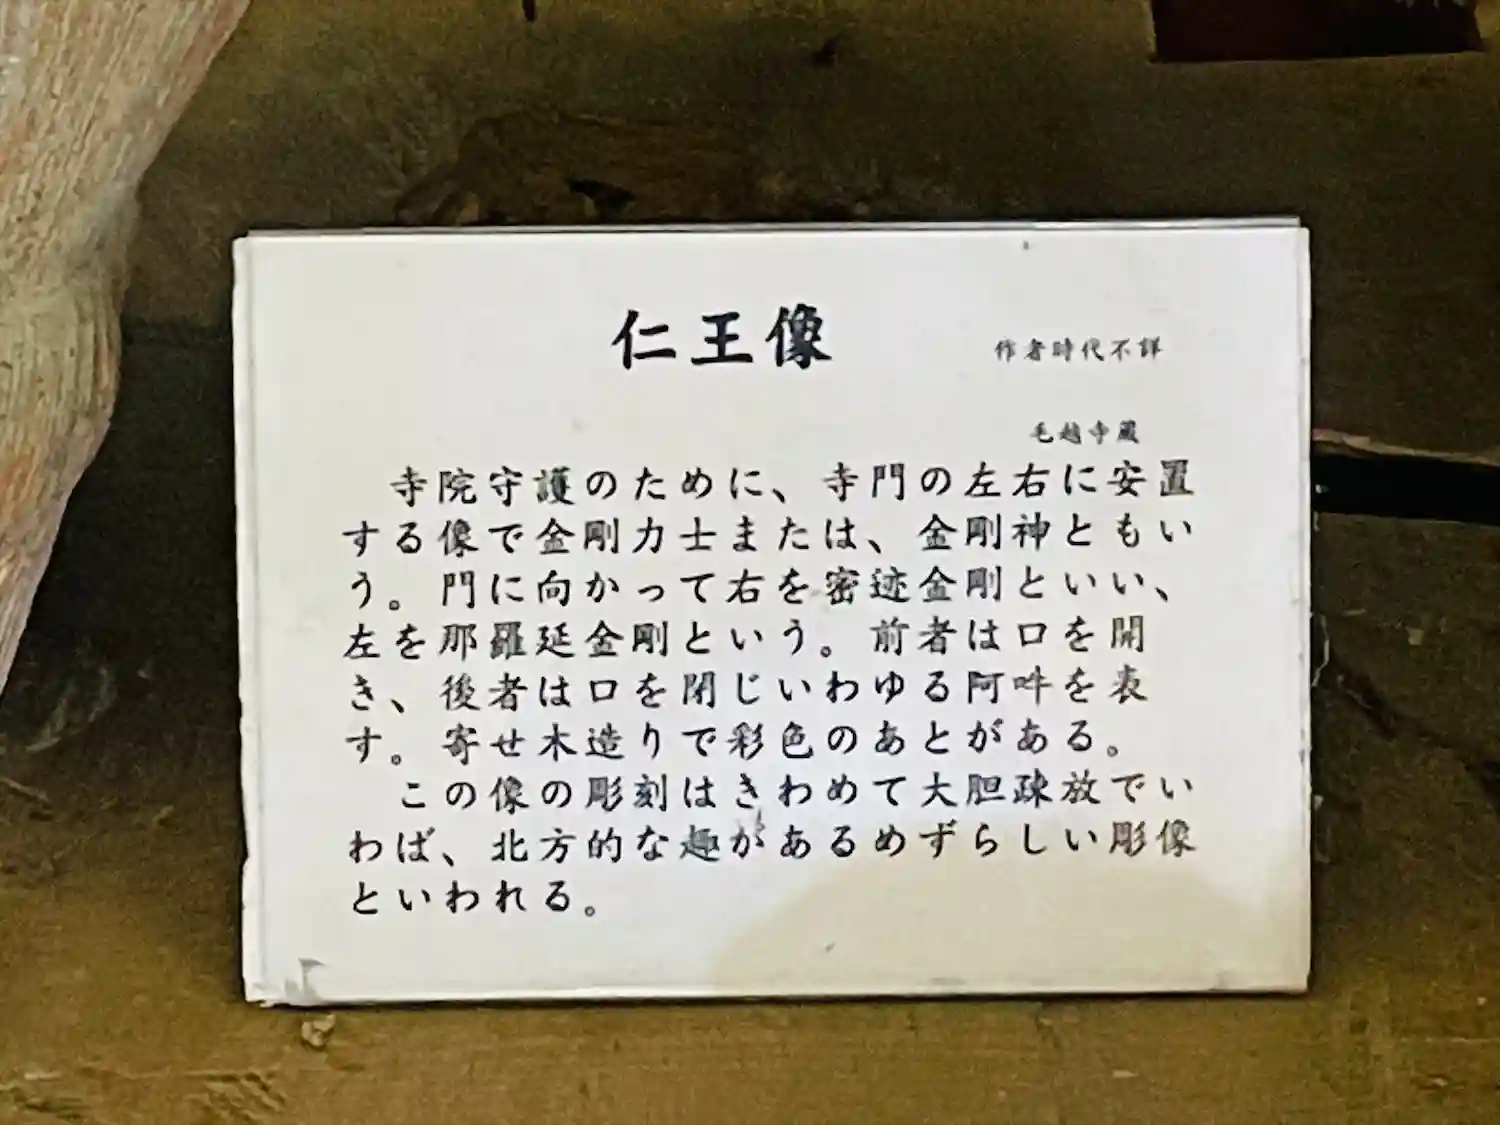 仁王像 作者時代不詳
毛越寺蔵
寺院守護のために、寺門の左右に安置
する像で金剛力士または、金剛神ともい
う。門に向かって右を密迹金剛といい、
左を那羅延金剛という。前者は口を開
き、後者は口を閉じいわゆる阿吽を表
す。寄せ木造りで彩色のあとがある。
この像の彫刻はきわめて大胆疎放でい
わば、北方的な趣があるめずらしい彫像
といわれる。